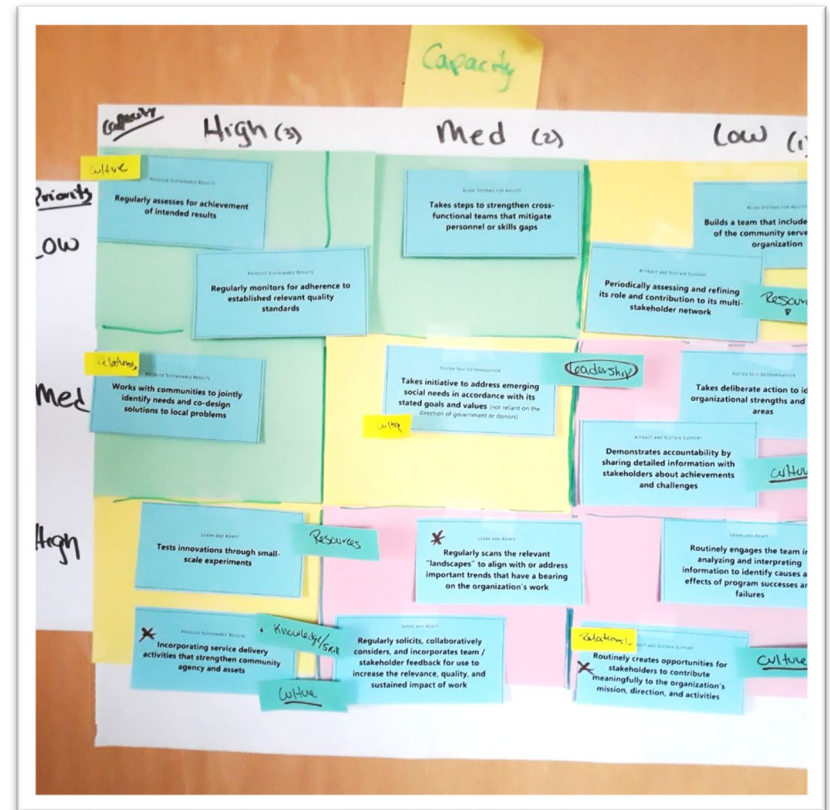 Capacity
Capacity
High (3)
Med (2)
Low (1
Priority
Culture
PRODUCE SUSTAINABLE RESULTS
Regularly assesses for achievement
of intended results
ALIGN SYSTEMS FOR RESULTS
Takes steps to strengthen cross-
functional teams that mitigate
personnel or skills gaps
Builds a team that include
of the community serve
organization
Low
PRODUCE SUSTAINABLE RESULTS
Regularly monitors for adherence to
established relevant quality
standards
ATTRACT AND SUSTAIN SUPPORT
Periodically assessing and refining
its role and contribution to its multi-
stakeholder network
Resour
Med
Relations
PRODUCE SUSTAINABLE RESULTS
Works with communities to jointly
identify needs and co-design
solutions to local problems
FOSTER SELF-DETERMINATION
Takes initiative to address emerging
social needs in accordance with its
stated goals and values (not reliant on the
direction of government or donors)
Culture
Leadership
FOSTER SELF-DETERMINATION
Takes deliberate action to id
organizational strengths and
areas
ATTRACT AND SUSTAIN SUPPORT
Demonstrates accountability by
sharing detailed information with
stakeholders about achievements
and challenges
Cultu
High
LEARN AND ADAPT
Tests innovations through small-
scale experiments
Resources
Regularly scans the relevant
"landscapes" to align with or address
important trends that have a bearing
on the organization's work
LEARN AND ADAPT
Routinely engages the team in
analyzing and interpreting
information to identify causes a
effects of program successes an
failures
PRODUCE SUSTAINABLE RESULTS
Incorporating service delivery
activities that strengthen community
agency and assets
Knowledge/Skill
Culture
LEARN AND ADAPT
Regularly solicits, collaboratively
considers, and incorporates team /
stakeholder feedback for use to
increase the relevance, quality, and
sustained impact of work
Relations.
ATTRACT AND SUSTAIN SUPPORT
Routinely creates opportunities for
stakeholders to contribute
meaningfully to the organization's
mission, direction, and activities
Culture